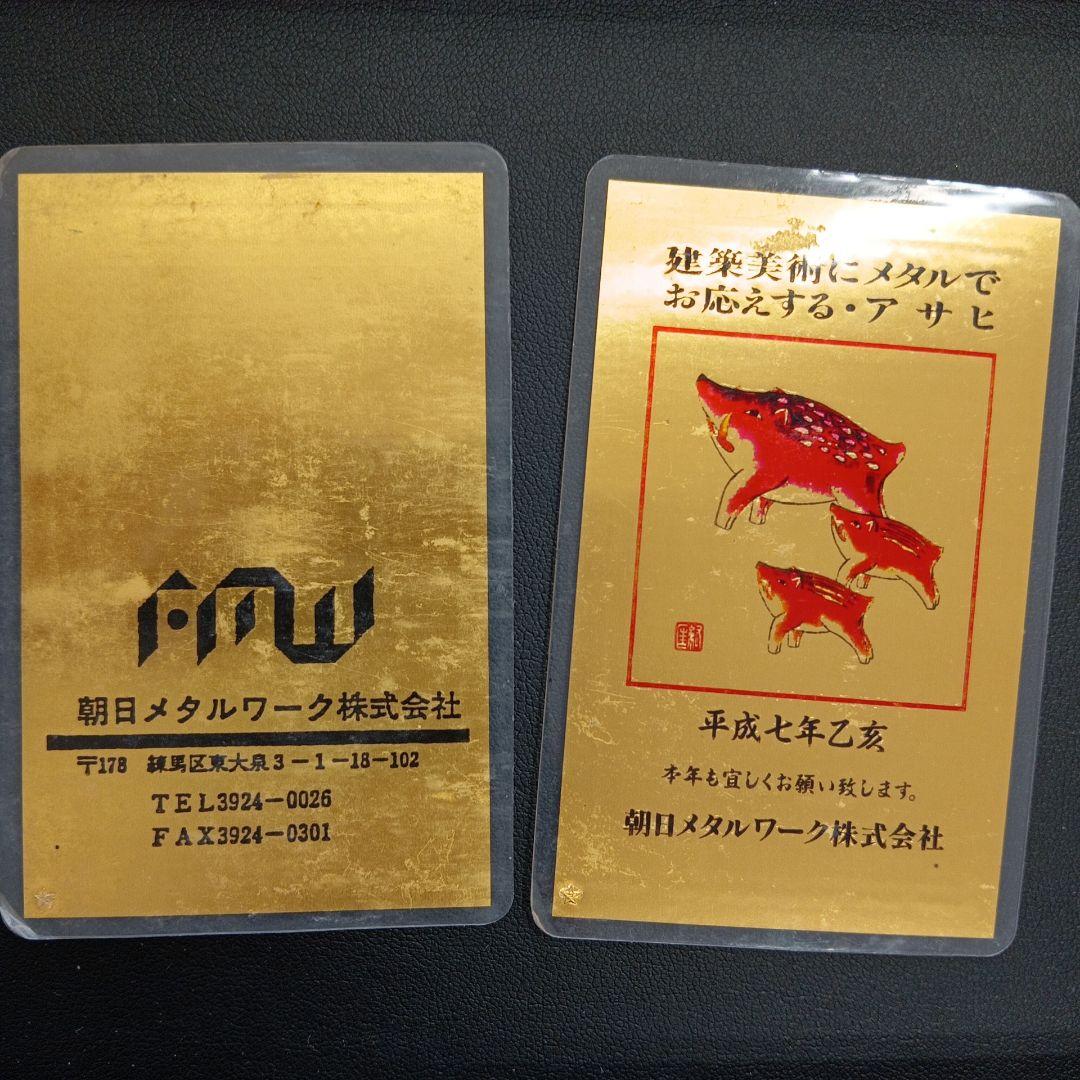 AMW
朝日メタルワーク株式会社
〒178 練馬区東大泉3-1-18-102
TEL3924-0026
FAX3924-0301
建築美術にメタルで
お応えする・アサヒ
平成七年乙亥
本年も宜しくお願い致します。
朝日メタルワーク株式会社